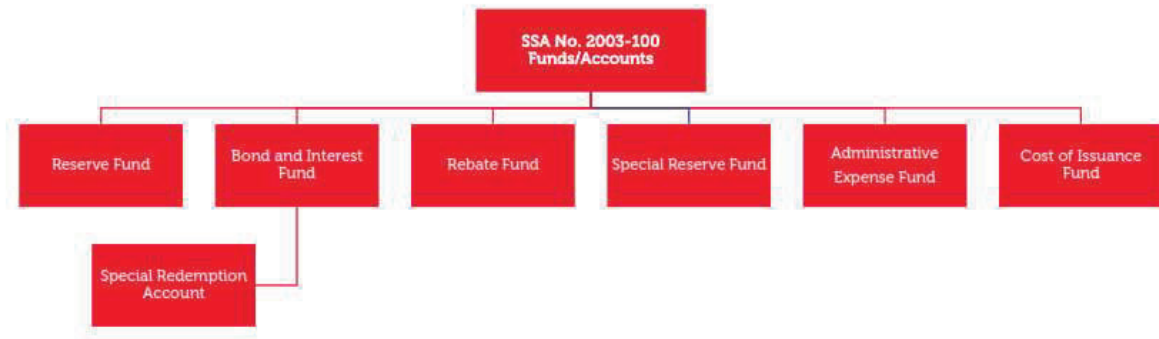 SSA No. 2003-100
Funds/Accounts
Reserve Fund
Bond and Interest
Fund
Rebate Fund
Special Reserve Fund
Administrative
Expense Fund
Cost of Issuance
Fund
Special Redemption
Account